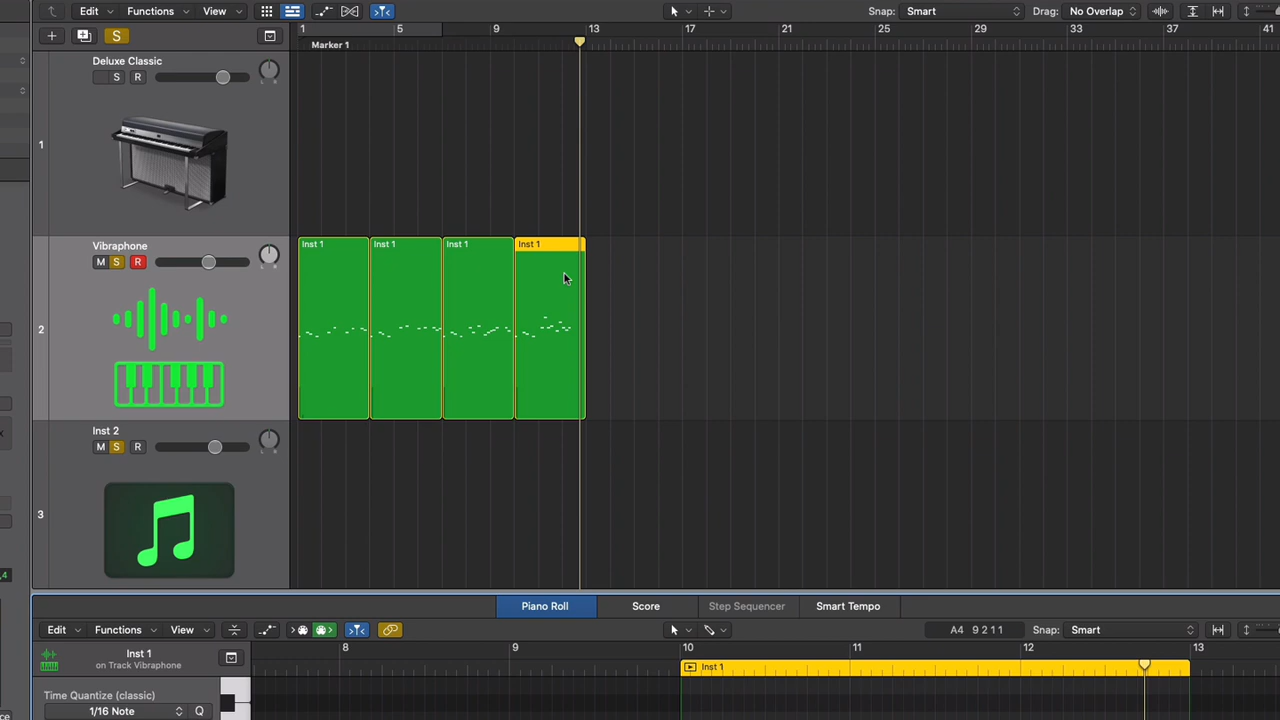 Edit Functions View Snap: Smart Drag: No Overlap
S
1 5 9 13 17 21 25 29 33 37 41
Marker 1
Deluxe Classic
S R
1
Vibraphone
M S R
2
Inst 1 Inst 1 Inst 1 Inst 1
Inst 2
M S R
3
Piano Roll Score Step Sequencer Smart Tempo
Edit Functions View A4 9 2 1 1 Snap: Smart
Inst 1
on Track Vibraphone
8 9 10 11 12 13
Inst 1
Time Quantize (classic)
1/16 Note Q